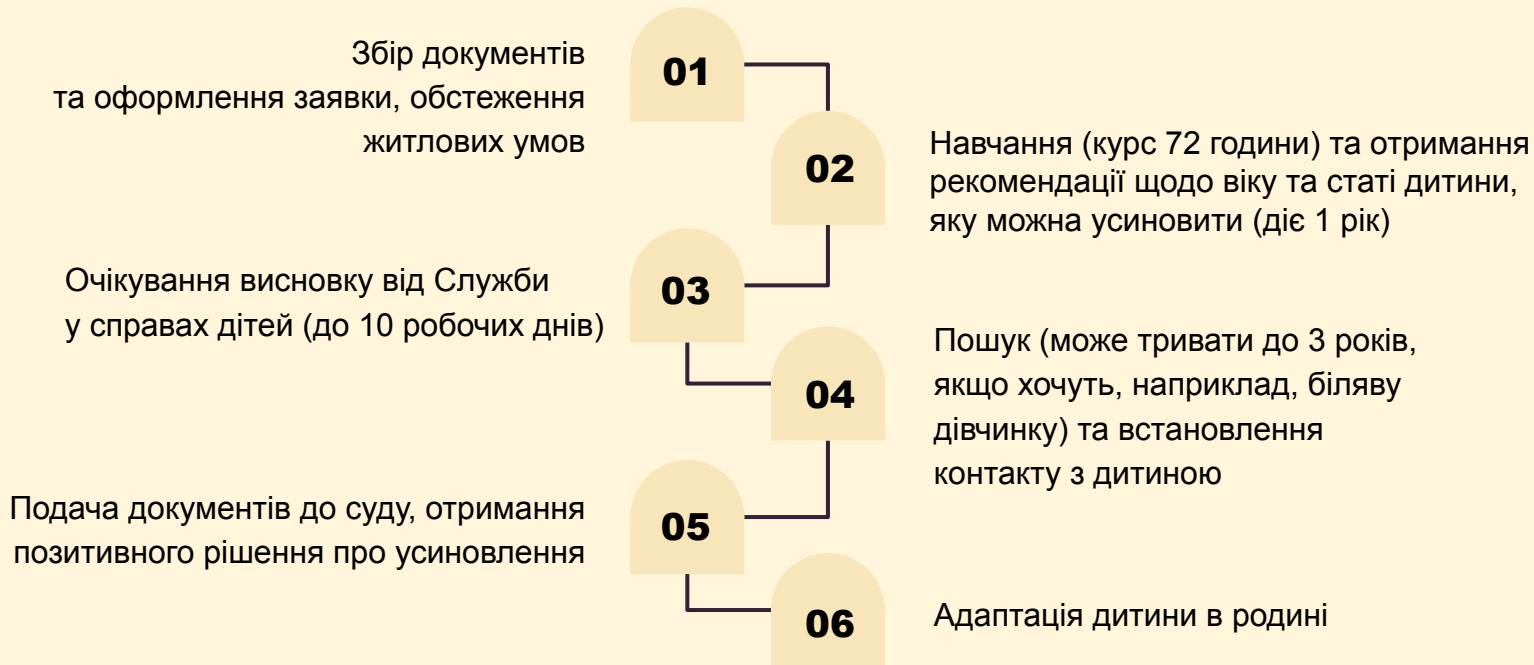 01
Збір документів
та оформлення заявки, обстеження
житлових умов
02
Навчання (курс 72 години) та отримання
рекомендації щодо віку та статі дитини,
яку можна усиновити (діє 1 рік)
03
Очікування висновку від Служби
у справах дітей (до 10 робочих днів)
04
Пошук (може тривати до 3 років,
якщо хочуть, наприклад, біляву
дівчинку) та встановлення
контакту з дитиною
05
Подача документів до суду, отримання
позитивного рішення про усиновлення
06
Адаптація дитини в родині